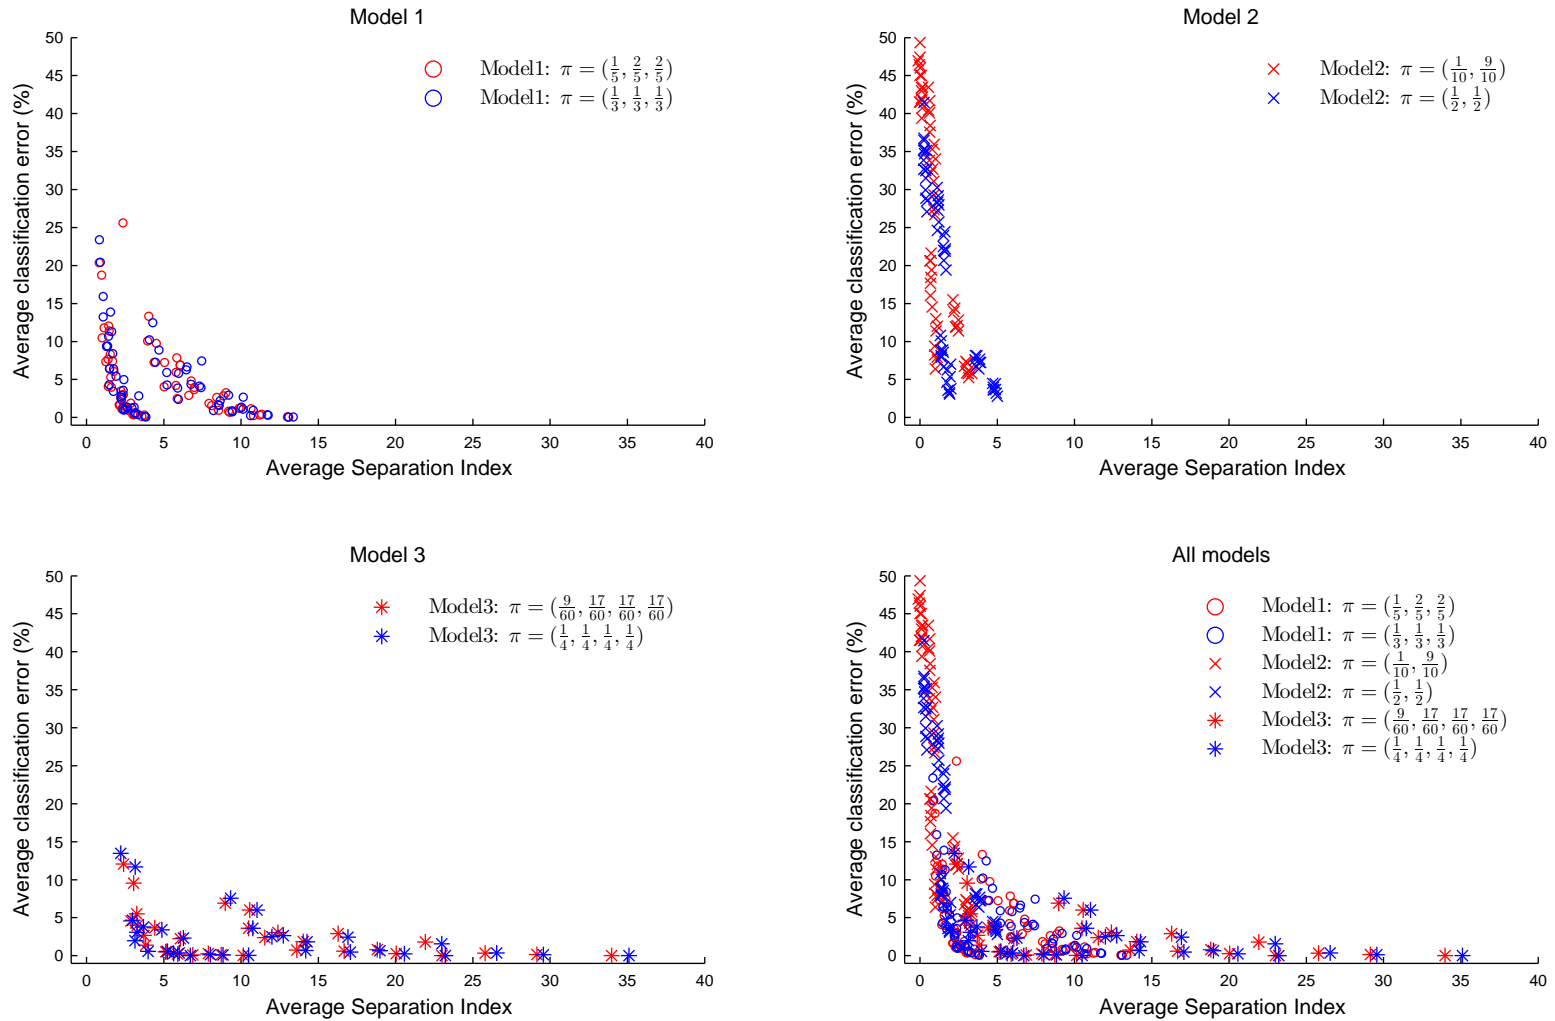 Model 1
Average classification error (%)
50
45
40
35
30
25
20
15
10
5
0
Model1: π = (1/5, 2/5, 2/5)
Model1: π = (1/3, 1/3, 1/3)
0 5 10 15 20 25 30 35 40
Average Separation Index
Model 2
Average classification error (%)
50
45
40
35
30
25
20
15
10
5
0
Model2: π = (1/10, 9/10)
Model2: π = (1/2, 1/2)
0 5 10 15 20 25 30 35 40
Average Separation Index
Model 3
Average classification error (%)
50
45
40
35
30
25
20
15
10
5
0
Model3: π = (9/60, 17/60, 17/60, 17/60)
Model3: π = (1/4, 1/4, 1/4, 1/4)
0 5 10 15 20 25 30 35 40
Average Separation Index
All models
Average classification error (%)
50
45
40
35
30
25
20
15
10
5
0
Model1: π = (1/5, 2/5, 2/5)
Model1: π = (1/3, 1/3, 1/3)
Model2: π = (1/10, 9/10)
Model2: π = (1/2, 1/2)
Model3: π = (9/60, 17/60, 17/60, 17/60)
Model3: π = (1/4, 1/4, 1/4, 1/4)
0 5 10 15 20 25 30 35 40
Average Separation Index